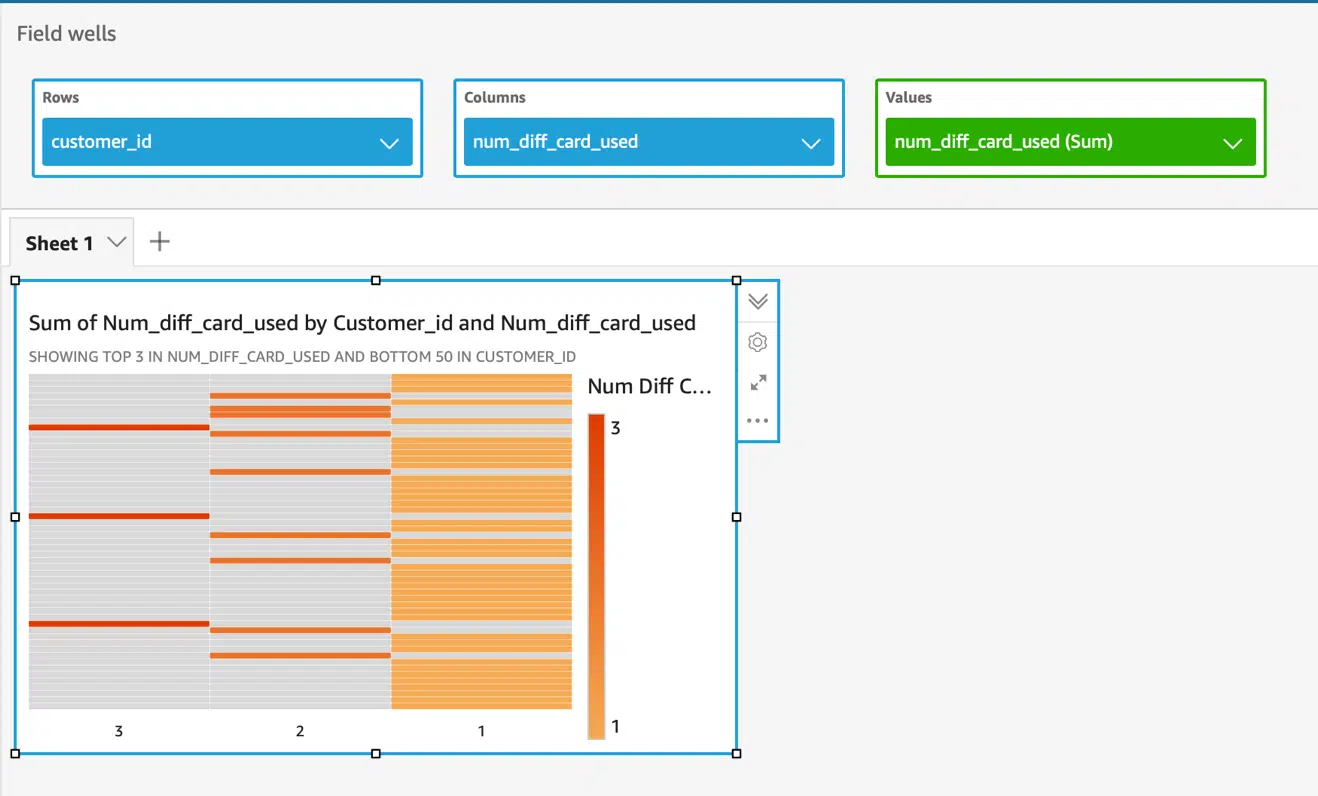 Field wells
Rows
Columns
Values
customer_id
num_diff_card_used
num_diff_card_used (Sum)
Sheet 1
Sum of Num_diff_card_used by Customer_id and Num_diff_card_used
SHOWING TOP 3 IN NUM_DIFF_CARD_USED AND BOTTOM 50 IN CUSTOMER_ID
Num Diff C...
3
1
3 2 1